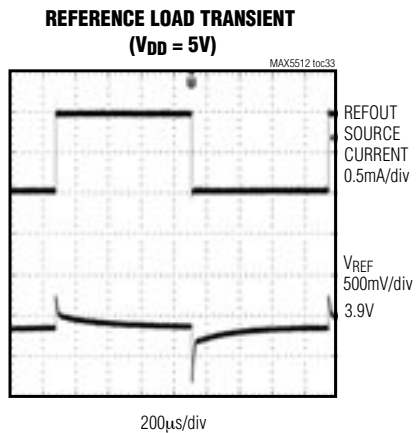 REFERENCE LOAD TRANSIENT
(VDD = 5V)
MAX5512 toc33
REFOUT
SOURCE
CURRENT
0.5mA/div
VREF
500mV/div
3.9V
200µs/div